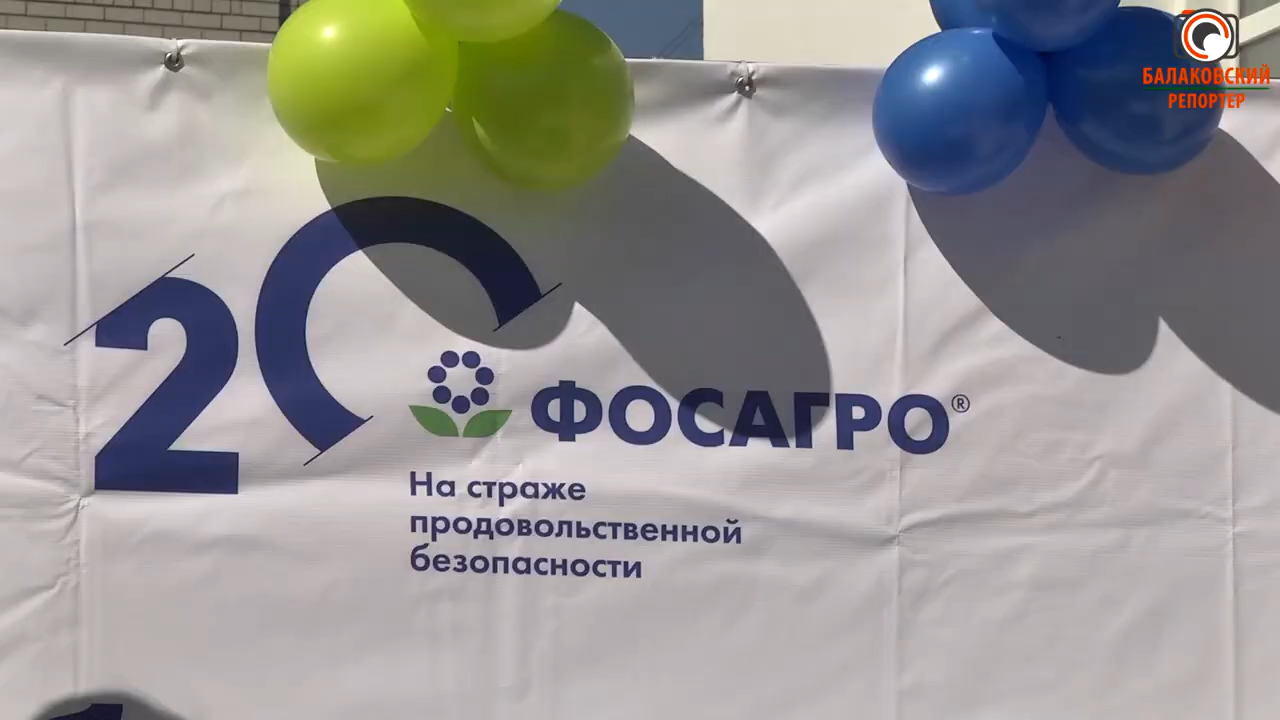 БАЛАКОВСКИЙ
РЕПОРТЕР
20
ФОСАГРО®
На страже
продовольственной
безопасности